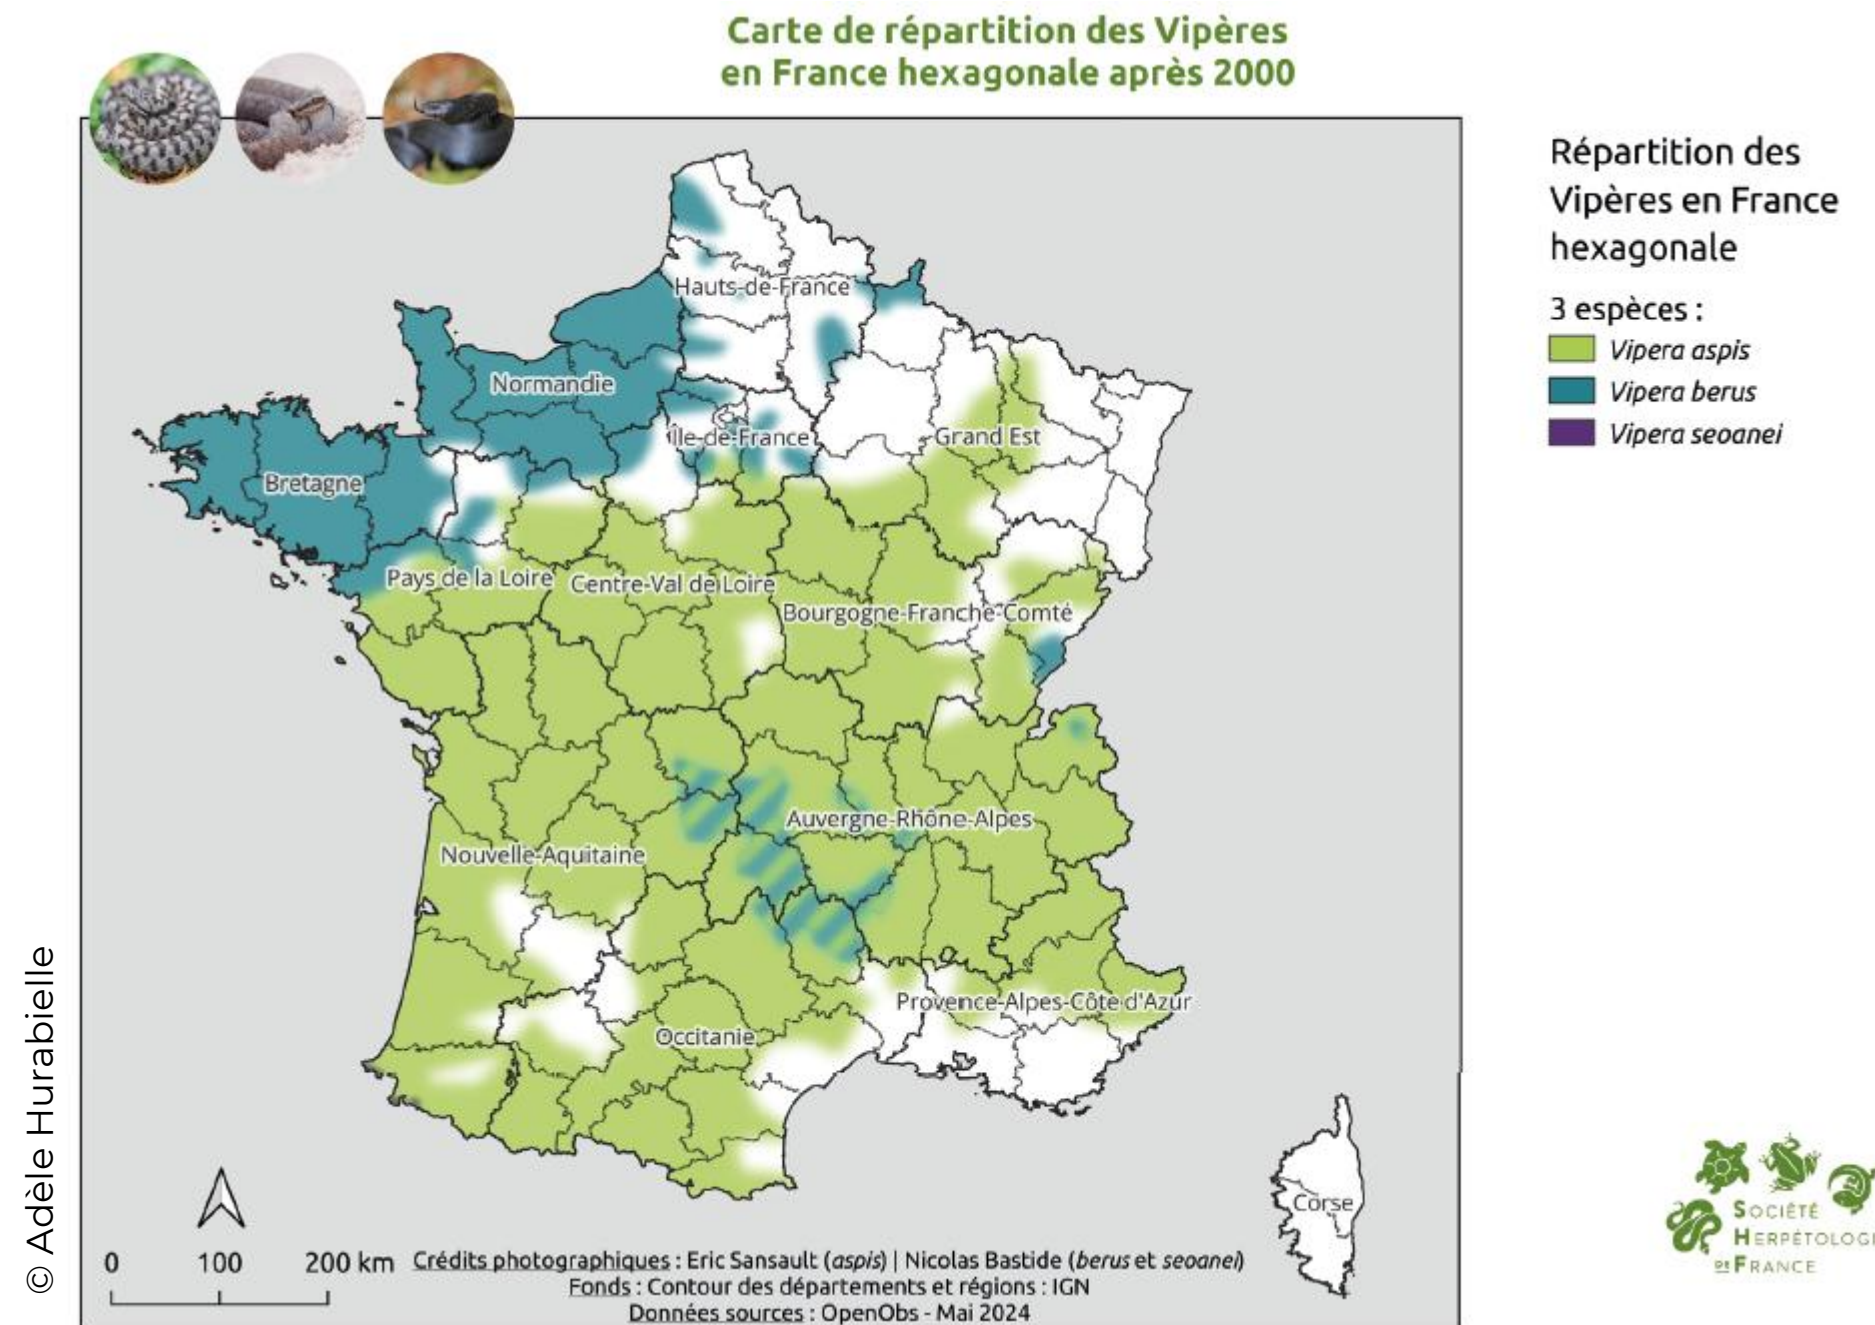 Carte de répartition des Vipères
en France hexagonale après 2000
Répartition des
Vipères en France
hexagonale
3 espèces :
Vipera aspis
Vipera berus
Vipera seoanei
Hauts-de-France
Normandie
Île-de-France
Grand Est
Bretagne
Pays de la Loire
Centre-Val de Loire
Bourgogne-Franche-Comté
Auvergne-Rhône-Alpes
Nouvelle-Aquitaine
Provence-Alpes-Côte d'Azur
Occitanie
Corse
© Adèle Hurabielle
0 100 200 km
Crédits photographiques : Eric Sansault (aspis) | Nicolas Bastide (berus et seoanei)
Fonds : Contour des départements et régions : IGN
Données sources : OpenObs - Mai 2024
SOCIÉTÉ
HERPÉTOLOGI
DE FRANCE